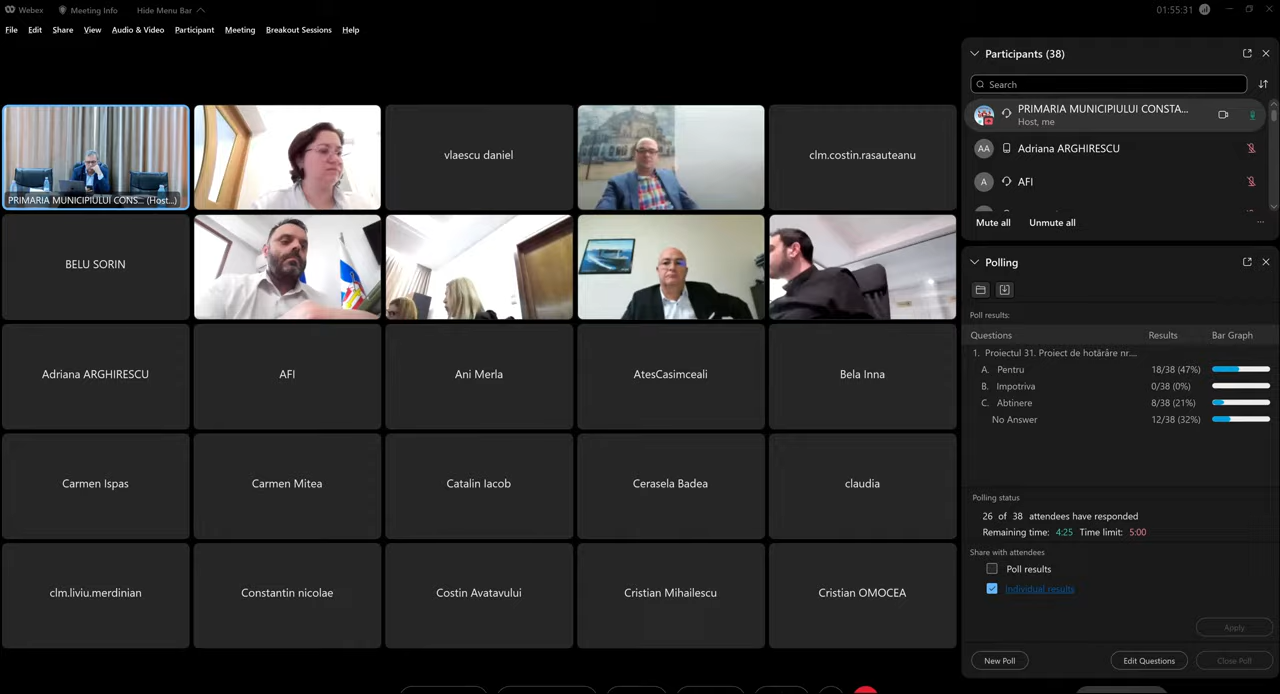 Webex
Meeting Info
Hide Menu Bar
01:55:31
File Edit Share View Audio & Video Participant Meeting Breakout Sessions Help
PRIMARIA MUNICIPIULUI CONS... (Host...)
vlaescu daniel
clm.costin.rasauteanu
BELU SORIN
Adriana ARGHIRESCU
AFI
Ani Merla
AtesCasimceali
Bela Inna
Carmen Ispas
Carmen Mitea
Catalin Iacob
Cerasela Badea
claudia
clm.liviu.merdinian
Constantin nicolae
Costin Avatavului
Cristian Mihailescu
Cristian OMOCEA
Participants (38)
Search
PRIMARIA MUNICIPIULUI CONSTA...
Host, me
AA Adriana ARGHIRESCU
A AFI
Mute all Unmute all
Polling
Poll results:
Questions Results Bar Graph
1. Proiectul 31. Proiect de hotărâre nr....
A. Pentru 18/38 (47%)
B. Impotriva 0/38 (0%)
C. Abtinere 8/38 (21%)
No Answer 12/38 (32%)
Polling status
26 of 38 attendees have responded
Remaining time: 4:25 Time limit: 5:00
Share with attendees
Poll results
Individual results
Apply
New Poll Edit Questions Close Poll